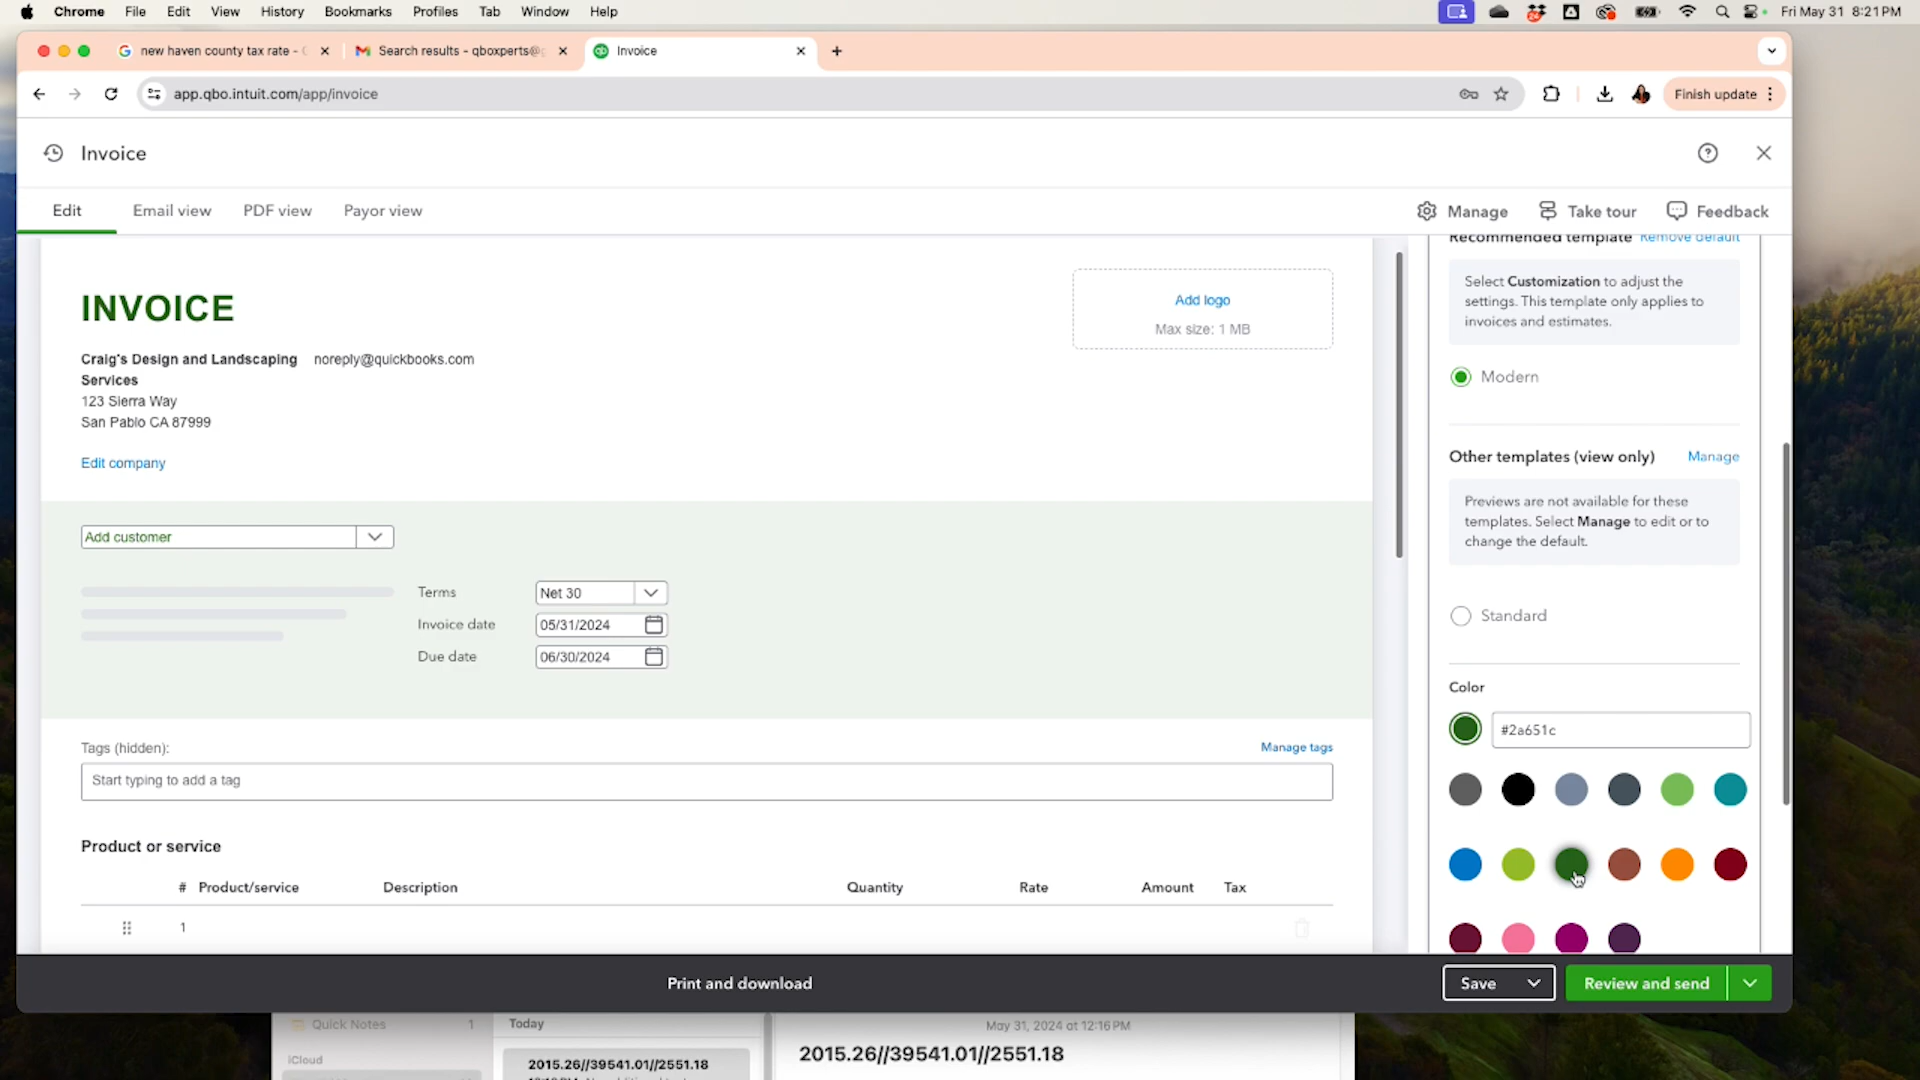 Chrome File Edit View History Bookmarks Profiles Tab Window Help
Fri May 31 8:21 PM
new haven county tax rate -
Search results - qboxperts@
Invoice
app.qbo.intuit.com/app/invoice
Finish update
Invoice
Edit Email view PDF view Payor view
Manage Take tour Feedback
INVOICE
Craig's Design and Landscaping Services
noreply@quickbooks.com
123 Sierra Way
San Pablo CA 87999
Edit company
Add logo
Max size: 1 MB
Add customer
Terms Net 30
Invoice date 05/31/2024
Due date 06/30/2024
Tags (hidden):
Manage tags
Start typing to add a tag
Product or service
# Product/service Description Quantity Rate Amount Tax
1
Recommended template Remove default
Select Customization to adjust the
settings. This template only applies to
invoices and estimates.
Modern
Other templates (view only) Manage
Previews are not available for these
templates. Select Manage to edit or to
change the default.
Standard
Color
#2a651c
Print and download
Save
Review and send
Quick Notes 1
iCloud
Today
2015.26//39541.01//2551.18
May 31, 2024 at 12:16 PM
2015.26//39541.01//2551.18